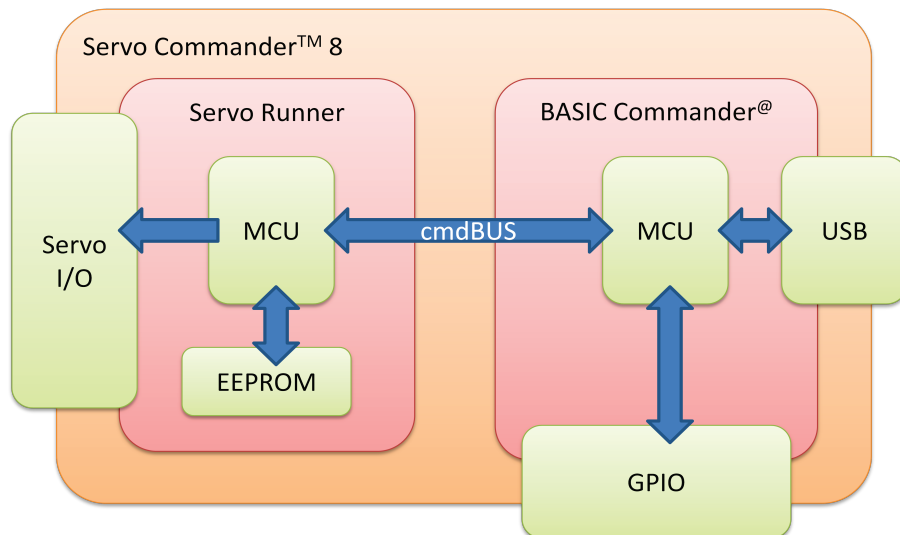 Servo Commander™ 8
Servo Runner
BASIC Commander@
Servo
I/O
MCU
cmdBUS
MCU
USB
EEPROM
GPIO